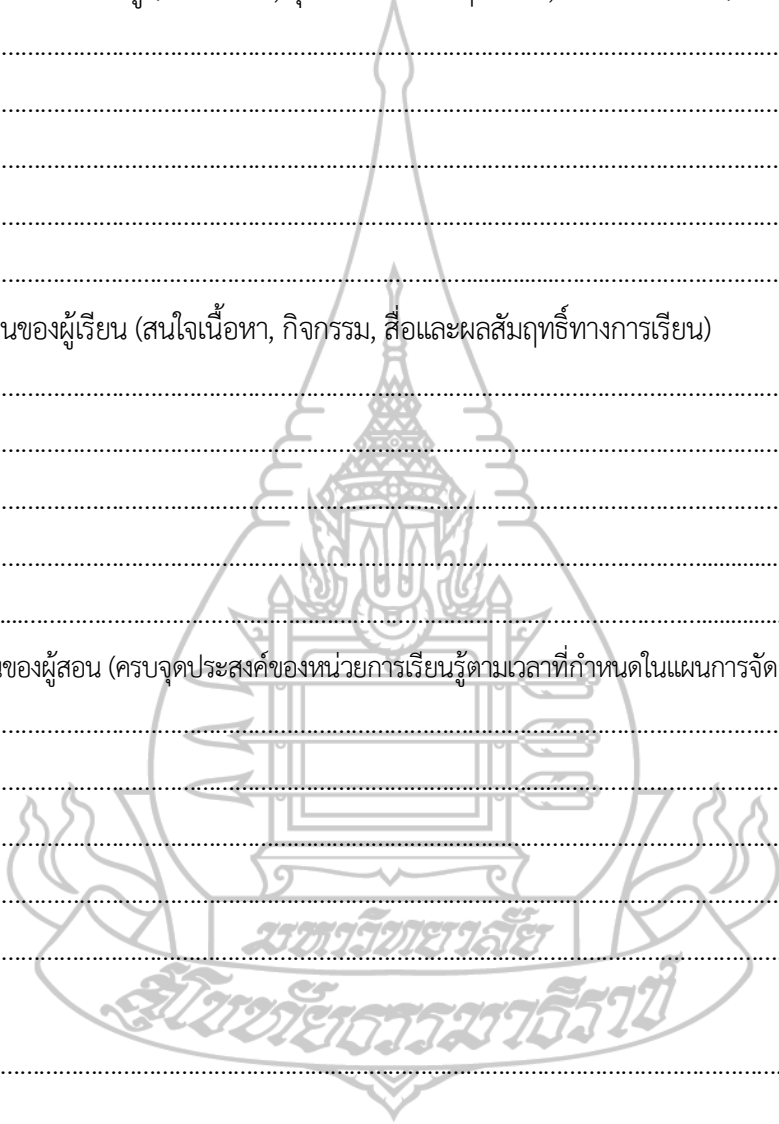 นของผู้เรียน (สนใจเนื้อหา, กิจกรรม, สื่อและผลสัมฤทธิ์ทางการเรียน)
ของผู้สอน (ครบจุดประสงค์ของหน่วยการเรียนรู้ตามเวลาที่กำหนดในแผนการจัด
มหาวิทยาลัย
สุโขทัยธรรมาธิราช